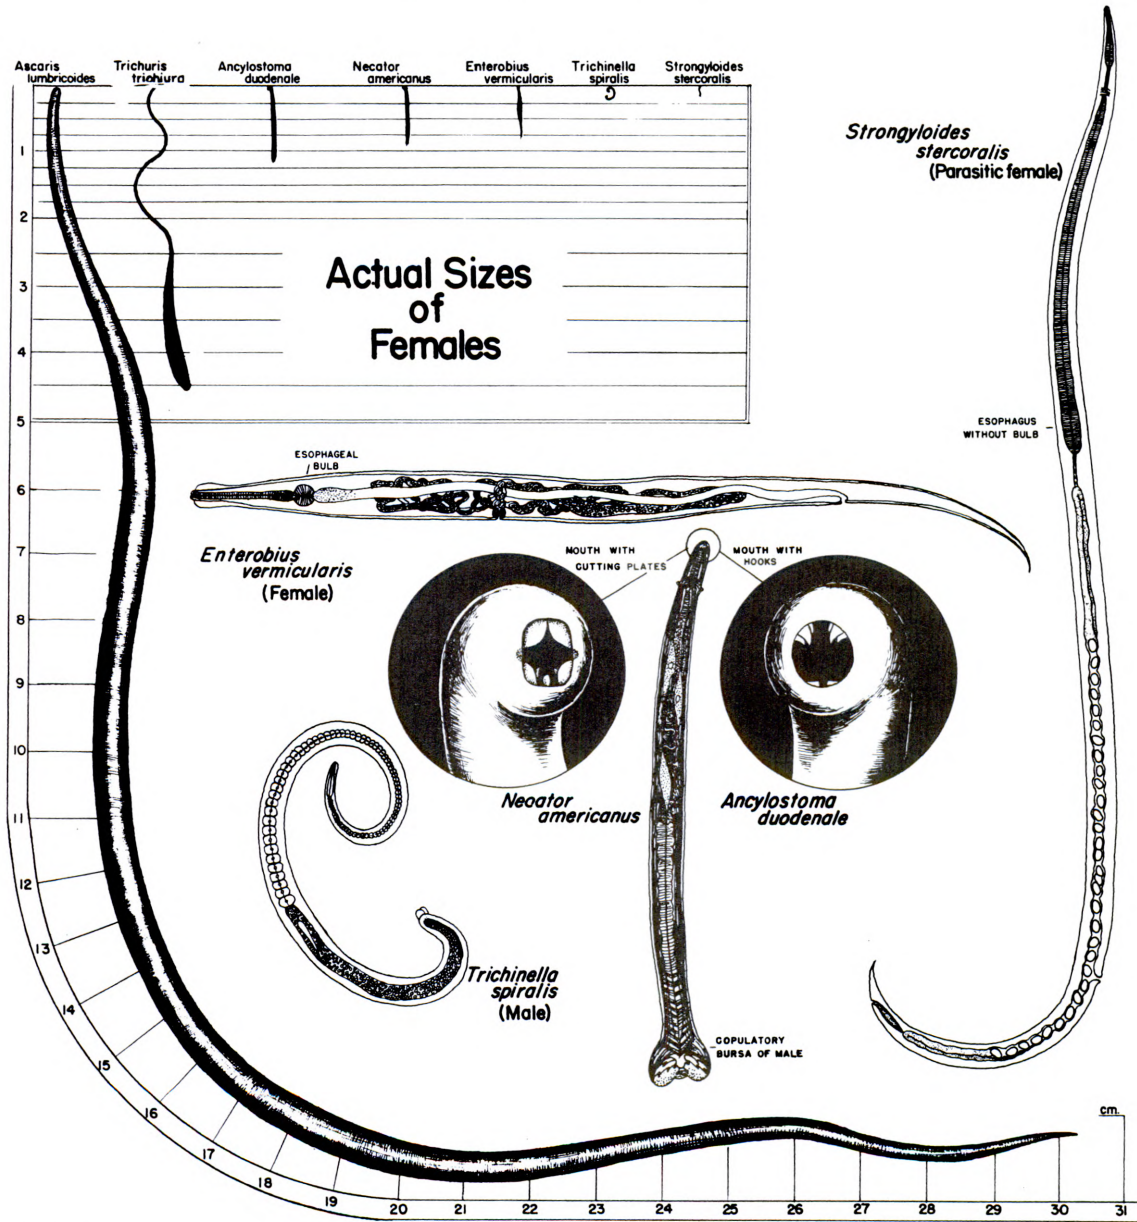 Ascaris
lumbricoides
Trichuris
trichiura
Ancylostoma
duodenale
Necator
americanus
Enterobius
vermicularis
Trichinella
spiralis
Strongyloides
stercoralis
Actual Sizes
of
Females
1
2
3
4
5
6
7
8
9
10
11
12
13
14
15
16
17
18
19
20
21
22
23
24
25
26
27
28
29
30
31
cm.
Strongyloides
stercoralis
(Parasitic female)
ESOPHAGUS
WITHOUT BULB
ESOPHAGEAL
BULB
Enterobius
vermicularis
(Female)
MOUTH WITH
CUTTING PLATES
MOUTH WITH
HOOKS
Necator
americanus
Ancylostoma
duodenale
Trichinella
spiralis
(Male)
COPULATORY
BURSA OF MALE